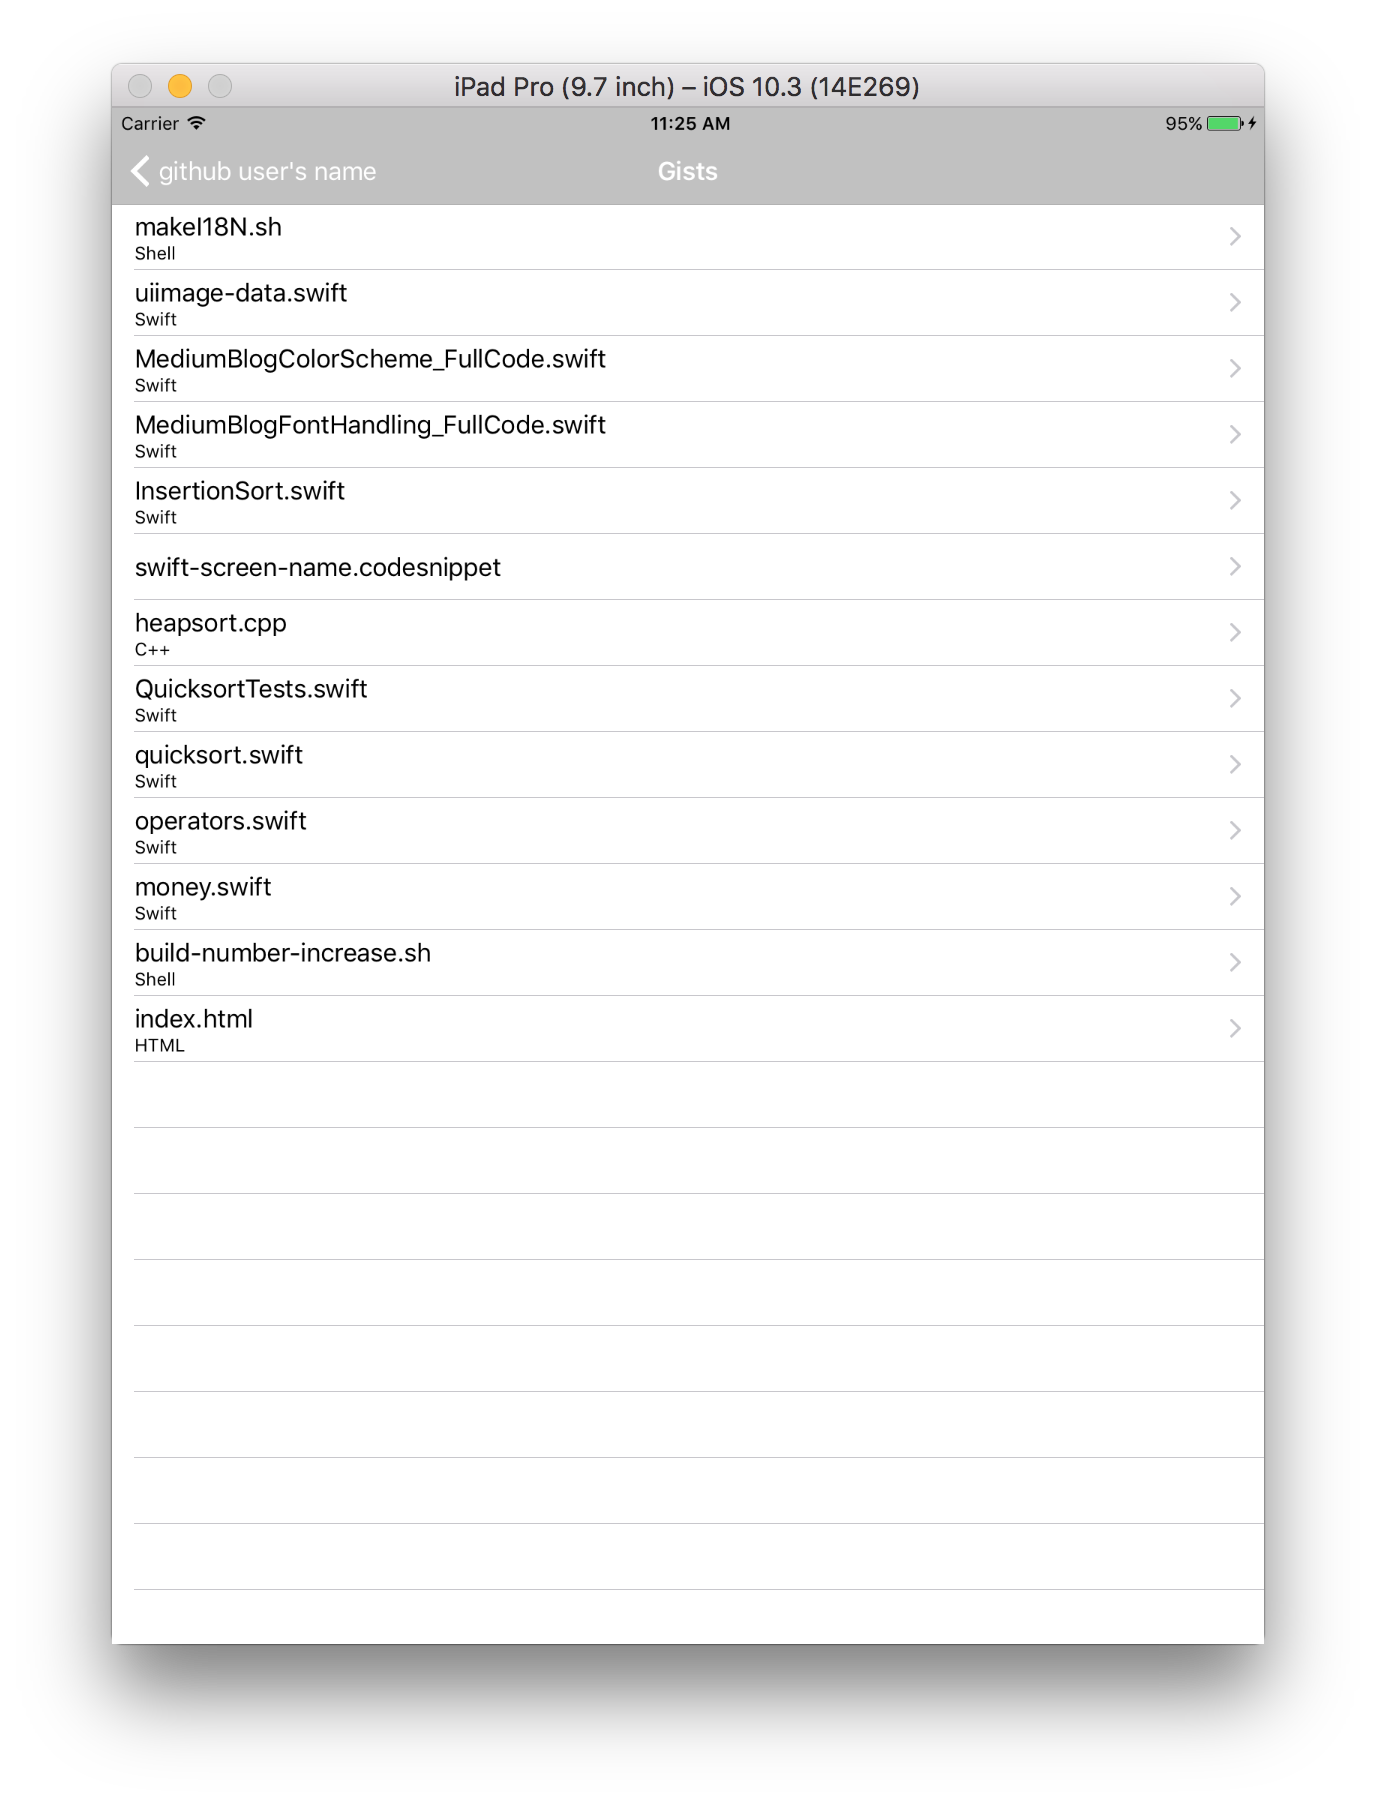 iPad Pro (9.7 inch) – iOS 10.3 (14E269)
Carrier 11:25 AM 95%
github user's name Gists
makeI18N.sh
Shell
uiimage-data.swift
Swift
MediumBlogColorScheme_FullCode.swift
Swift
MediumBlogFontHandling_FullCode.swift
Swift
InsertionSort.swift
Swift
swift-screen-name.codesnippet
heapsort.cpp
C++
QuicksortTests.swift
Swift
quicksort.swift
Swift
operators.swift
Swift
money.swift
Swift
build-number-increase.sh
Shell
index.html
HTML